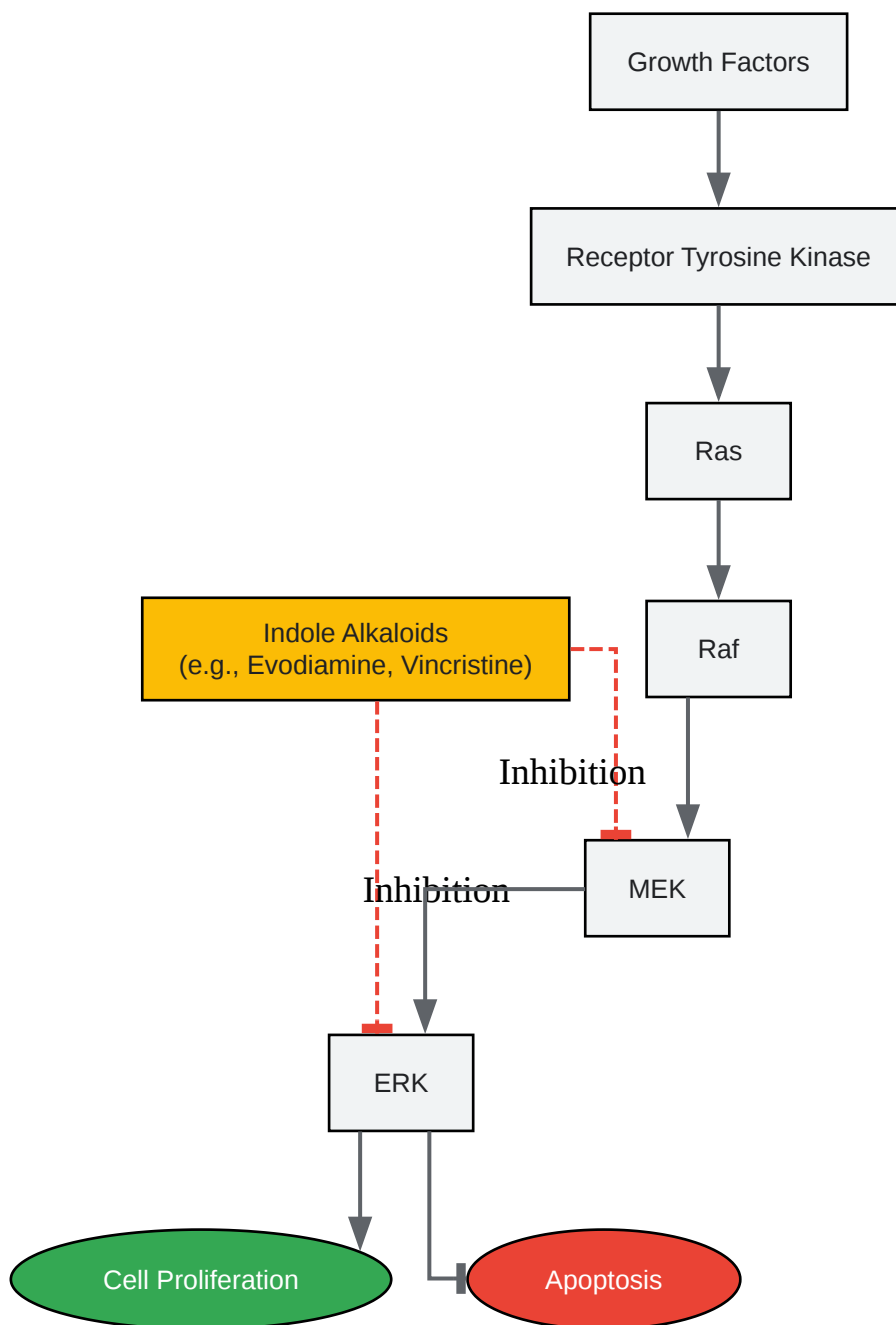 Growth Factors
Receptor Tyrosine Kinase
Ras
Indole Alkaloids
(e.g., Evodiamine, Vincristine)
Raf
Inhibition
Inhibition
MEK
ERK
Cell Proliferation
Apoptosis